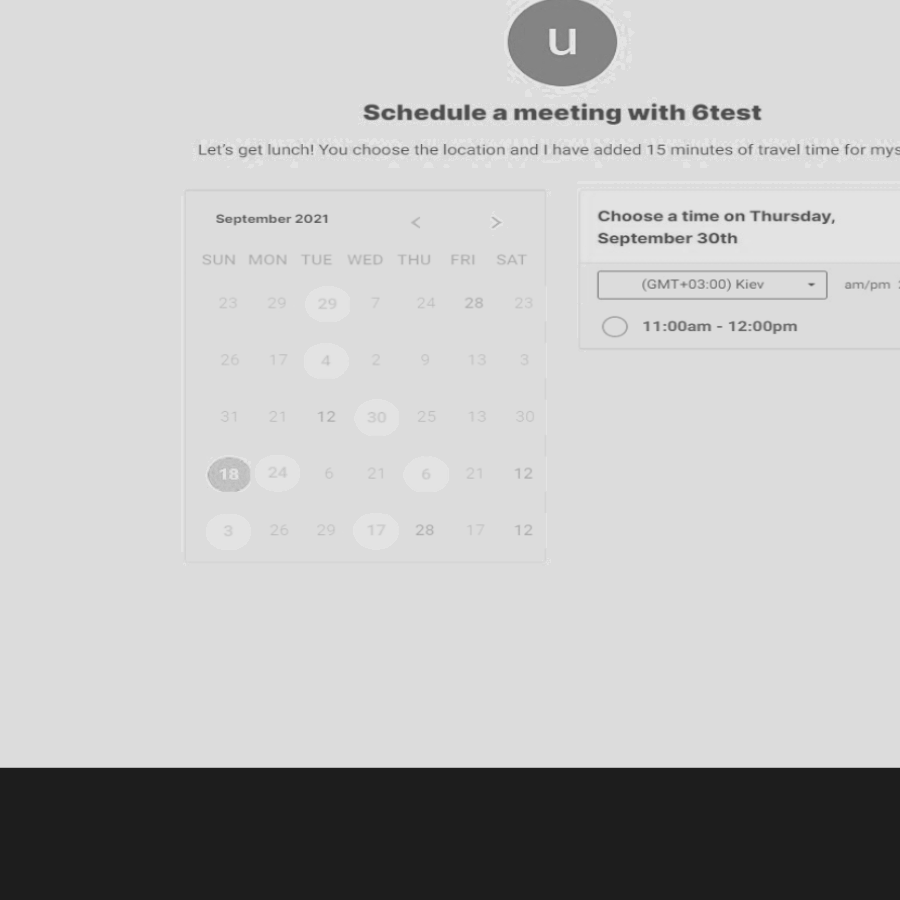 u
Schedule a meeting with 6test
Let's get lunch! You choose the location and I have added 15 minutes of travel time for mys
September 2021 < >
SUN MON TUE WED THU FRI SAT
23 29 29 7 24 28 23
26 17 4 2 9 13 3
31 21 12 30 25 13 30
18 24 6 21 6 21 12
3 26 29 17 28 17 12
Choose a time on Thursday,
September 30th
(GMT+03:00) Kiev am/pm
11:00am - 12:00pm